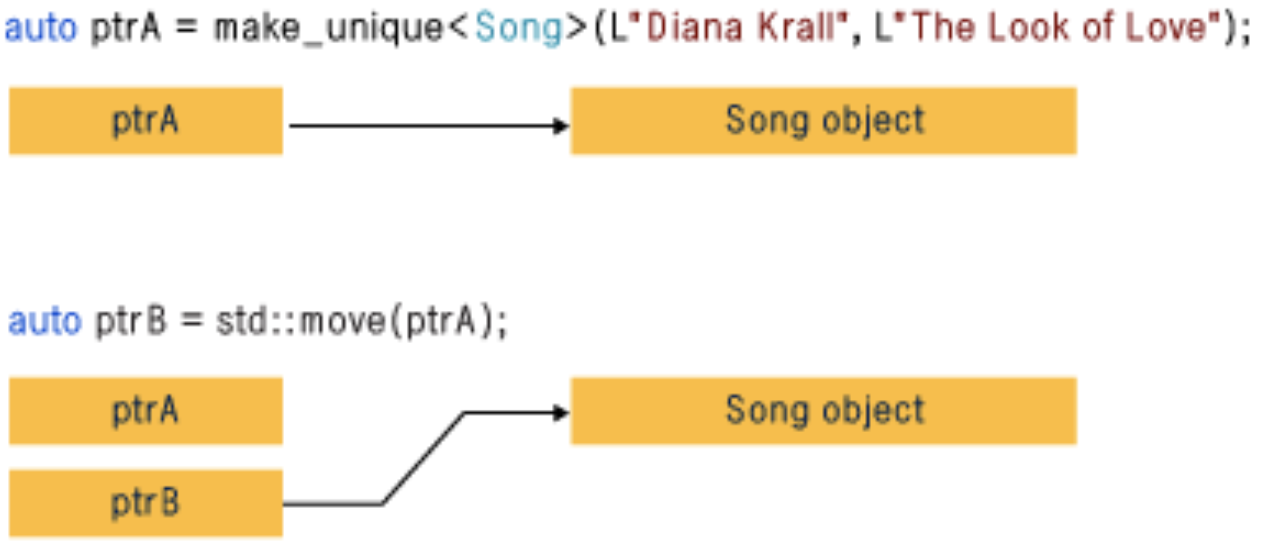 auto ptrA = make_unique<Song>(L"Diana Krall", L"The Look of Love");
ptrA
Song object
auto ptrB = std::move(ptrA);
ptrA
Song object
ptrB